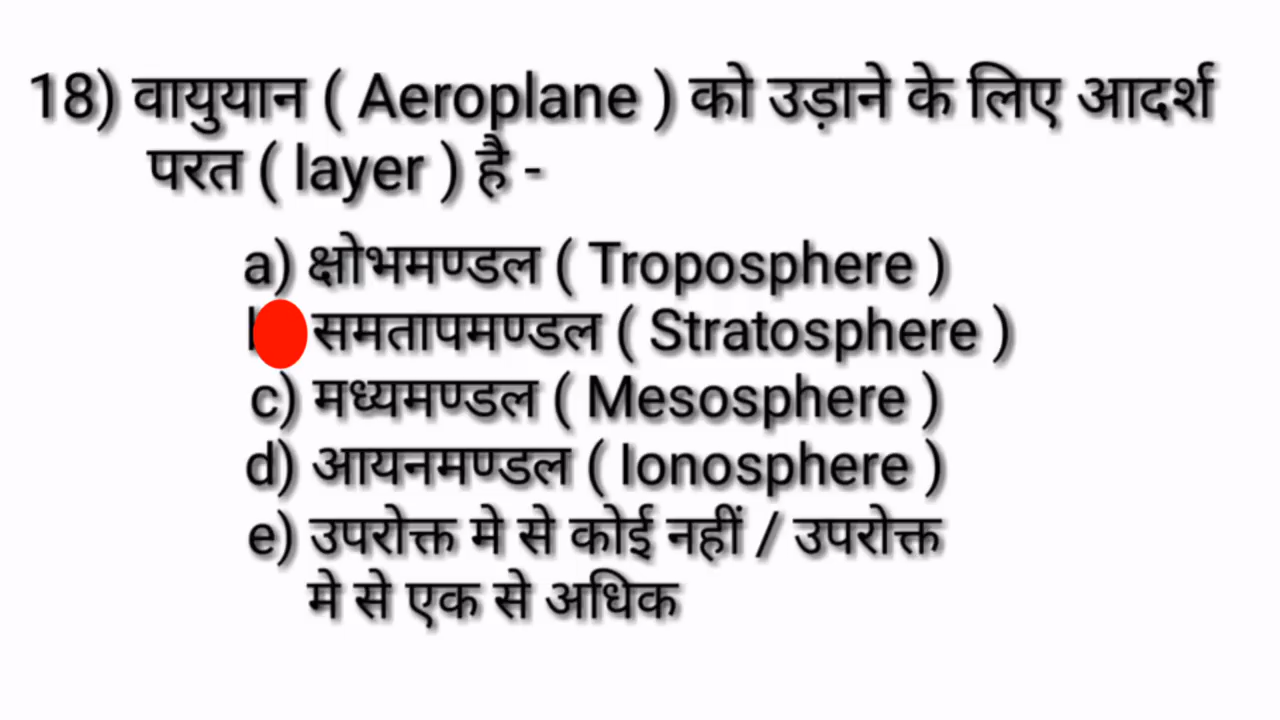 18) वायुयान ( Aeroplane ) को उड़ाने के लिए आदर्श
परत ( layer ) है -
a) क्षोभमण्डल ( Troposphere )
समतापमण्डल ( Stratosphere )
c) मध्यमण्डल ( Mesosphere )
d) आयनमण्डल ( Ionosphere )
e) उपरोक्त मे से कोई नहीं / उपरोक्त
मे से एक से अधिक